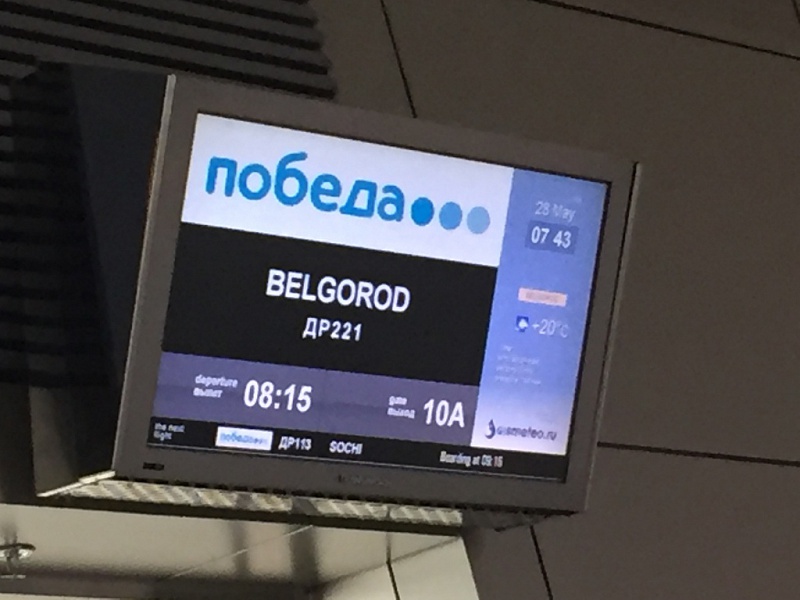 победа
28 May
07 43
BELGOROD
ДР221
+20°C
departure
вылет
08:15
gate
выход
10A
gismeteo.ru
the next
flight
победа
ДР113
SOCHI
Boarding at 09:15